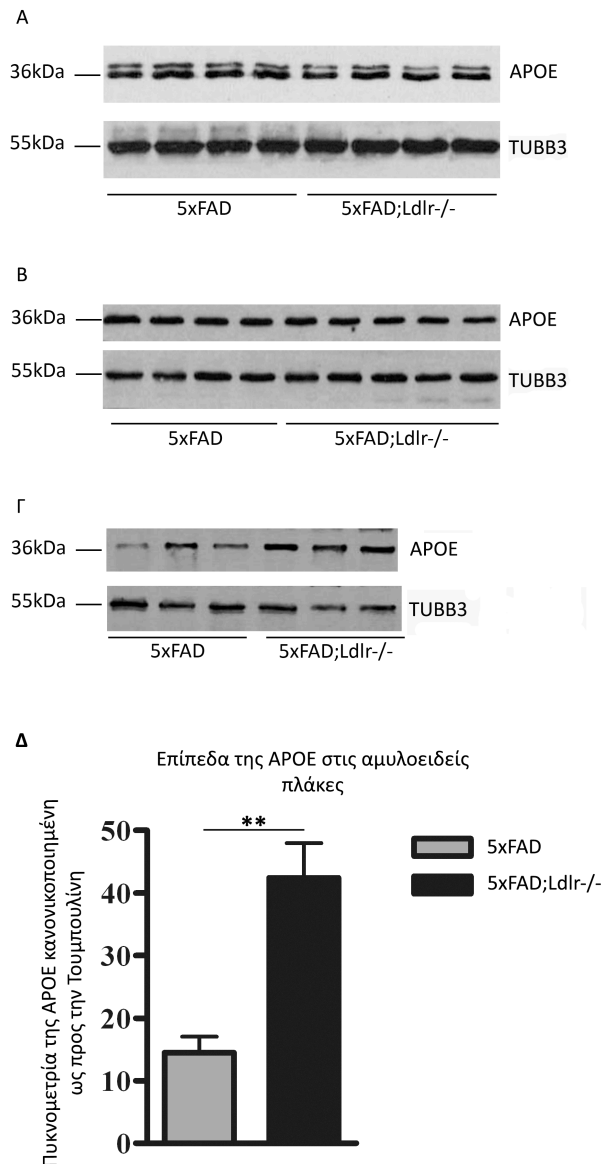 A
36kDa
APOE
55kDa
TUBB3
5xFAD
5xFAD;Ldlr-/-
B
36kDa
APOE
55kDa
TUBB3
5xFAD
5xFAD;Ldlr-/-
Γ
36kDa
APOE
55kDa
TUBB3
5xFAD
5xFAD;Ldlr-/-
Δ
Επίπεδα της APOE στις αμυλοειδείς
πλάκες
Πυκνομετρία της APOE κανονικοποιημένη
ως προς την Τουμπουλίνη
50
40
30
20
10
0
**
5xFAD
5xFAD;Ldlr-/-